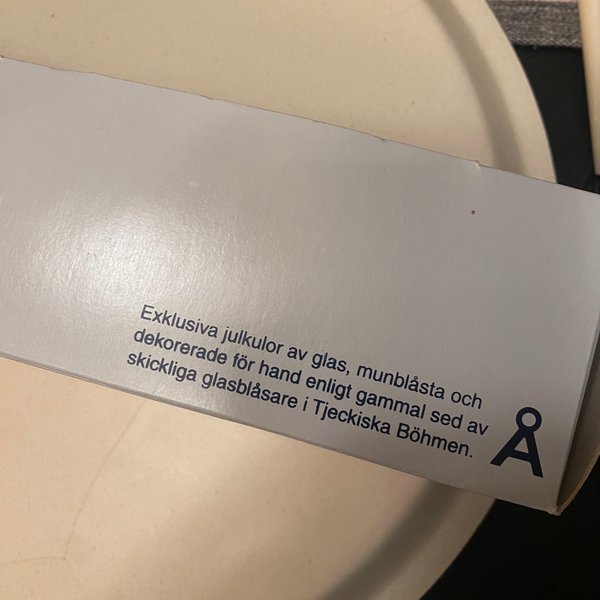 Exklusiva julkulor av glas, munblåsta och
dekorerade för hand enligt gammal sed av
skickliga glasblåsare i Tjeckiska Böhmen.
Å